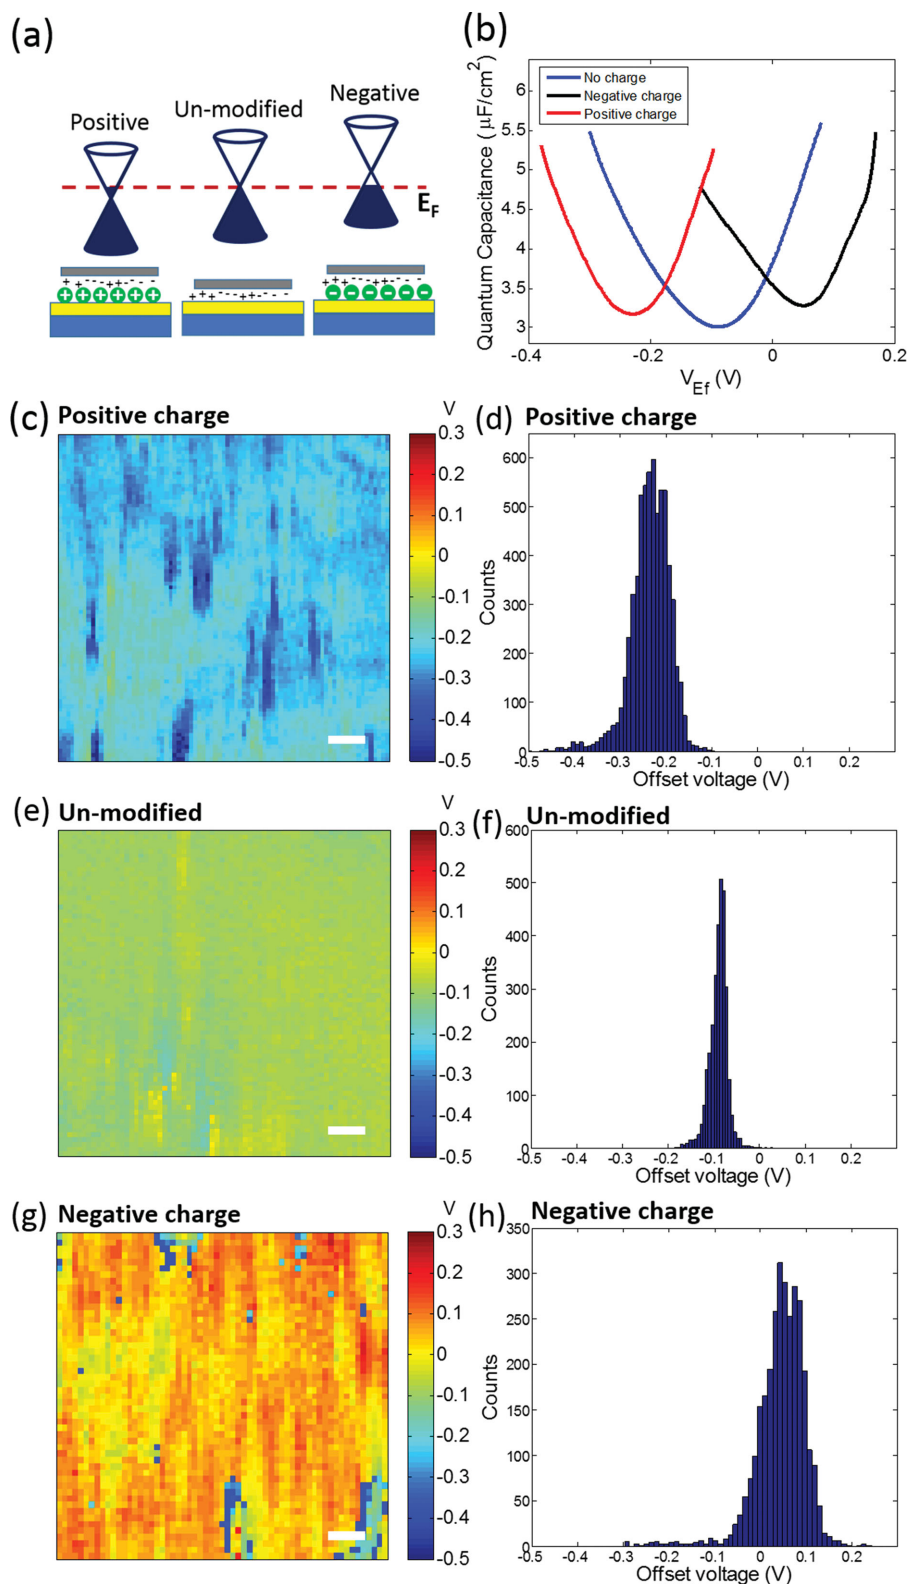 (a)
Positive
Un-modified
Negative
E_F
(b)
Quantum Capacitance ( μF/cm²)
No charge
Negative charge
Positive charge
6
5.5
5
4.5
4
3.5
3
-0.4 -0.2 0 0.2
V_Ef (V)
(c) Positive charge
V
0.3
0.2
0.1
0
-0.1
-0.2
-0.3
-0.4
-0.5
(d) Positive charge
Counts
600
500
400
300
200
100
0
-0.5 -0.4 -0.3 -0.2 -0.1 0 0.1 0.2
Offset voltage (V)
(e) Un-modified
V
0.3
0.2
0.1
0
-0.1
-0.2
-0.3
-0.4
-0.5
(f) Un-modified
Counts
600
500
400
300
200
100
0
-0.5 -0.4 -0.3 -0.2 -0.1 0 0.1 0.2
Offset voltage (V)
(g) Negative charge
V
0.3
0.2
0.1
0
-0.1
-0.2
-0.3
-0.4
-0.5
(h) Negative charge
Counts
350
300
250
200
150
100
50
0
-0.5 -0.4 -0.3 -0.2 -0.1 0 0.1 0.2
Offset voltage (V)